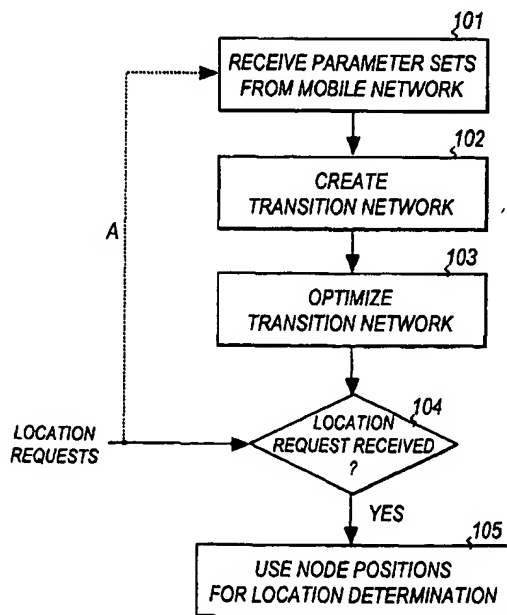 101
RECEIVE PARAMETER SETS
FROM MOBILE NETWORK
102
CREATE
TRANSITION NETWORK
A
103
OPTIMIZE
TRANSITION NETWORK
104
LOCATION
REQUEST RECEIVED
?
LOCATION
REQUESTS
YES
105
USE NODE POSITIONS
FOR LOCATION DETERMINATION